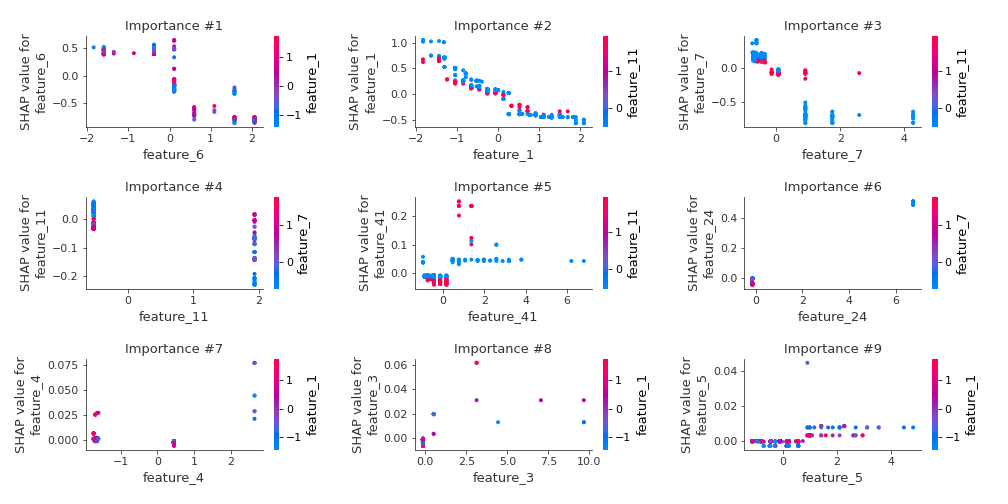 Importance #1
Importance #2
Importance #3
SHAP value for
feature_6
0.5
0.0
−0.5
−2
−1
0
1
2
feature_6
1
0
−1
feature_1
SHAP value for
feature_1
1.0
0.5
0.0
−0.5
−2
−1
0
1
2
feature_1
1
0
feature_11
SHAP value for
feature_7
0.0
−0.5
0
2
4
feature_7
1
0
feature_11
Importance #4
Importance #5
Importance #6
SHAP value for
feature_11
0.0
−0.1
−0.2
0
1
2
feature_11
1
0
feature_7
SHAP value for
feature_41
0.2
0.1
0.0
0
2
4
6
feature_41
1
0
feature_11
SHAP value for
feature_24
0.4
0.2
0.0
0
2
4
6
feature_24
1
0
feature_7
Importance #7
Importance #8
Importance #9
SHAP value for
feature_4
0.075
0.050
0.025
0.000
−1
0
1
2
feature_4
1
0
−1
feature_1
SHAP value for
feature_3
0.06
0.04
0.02
0.00
0.0
2.5
5.0
7.5
10.0
feature_3
1
0
−1
feature_1
SHAP value for
feature_5
0.04
0.02
0.00
0
2
4
feature_5
1
0
−1
feature_1